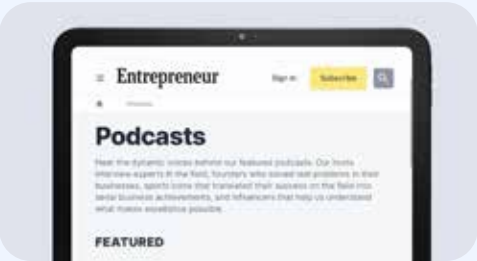 Entrepreneur
Sign in
Subscribe
Podcasts
Meet the dynamic voices behind our featured podcasts. Our hosts
interview experts in the field, founders who solved real problems in their
businesses, sports icons that translated their success on the field into
serial business achievements, and influencers that help us understand
what makes excellence possible.
FEATURED